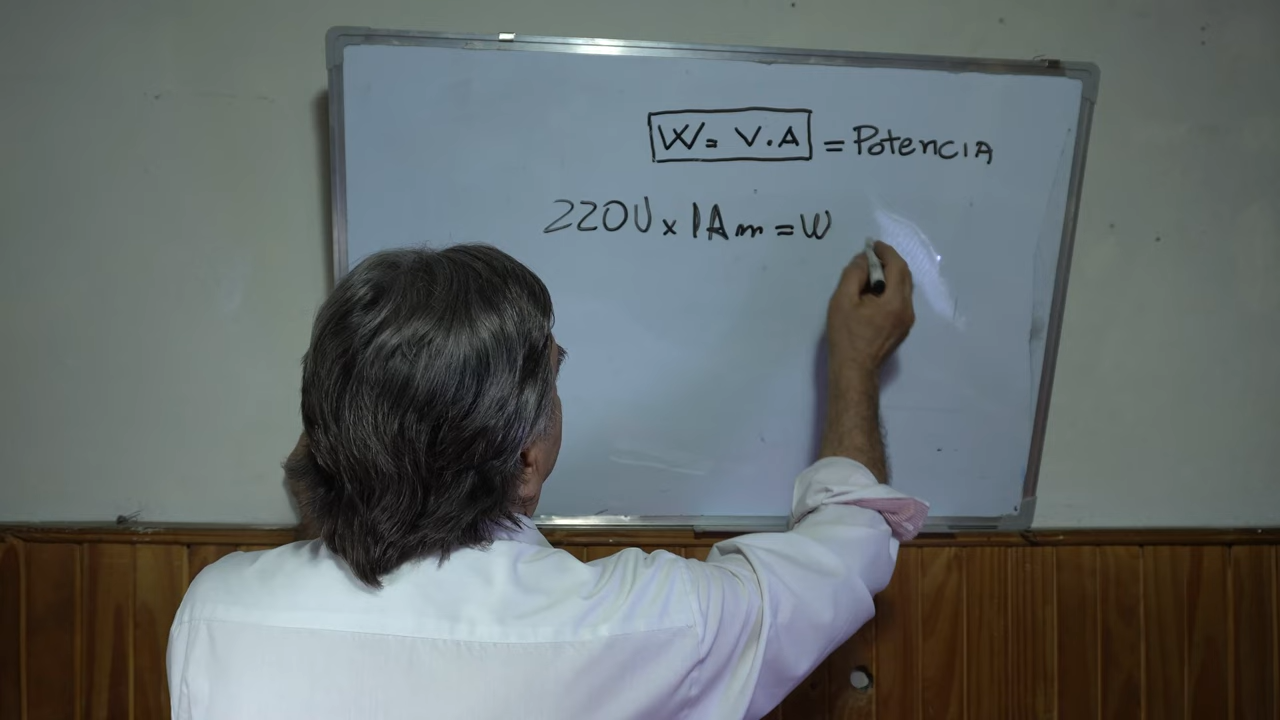 W = V.A = Potencia
220V x 1Am = W